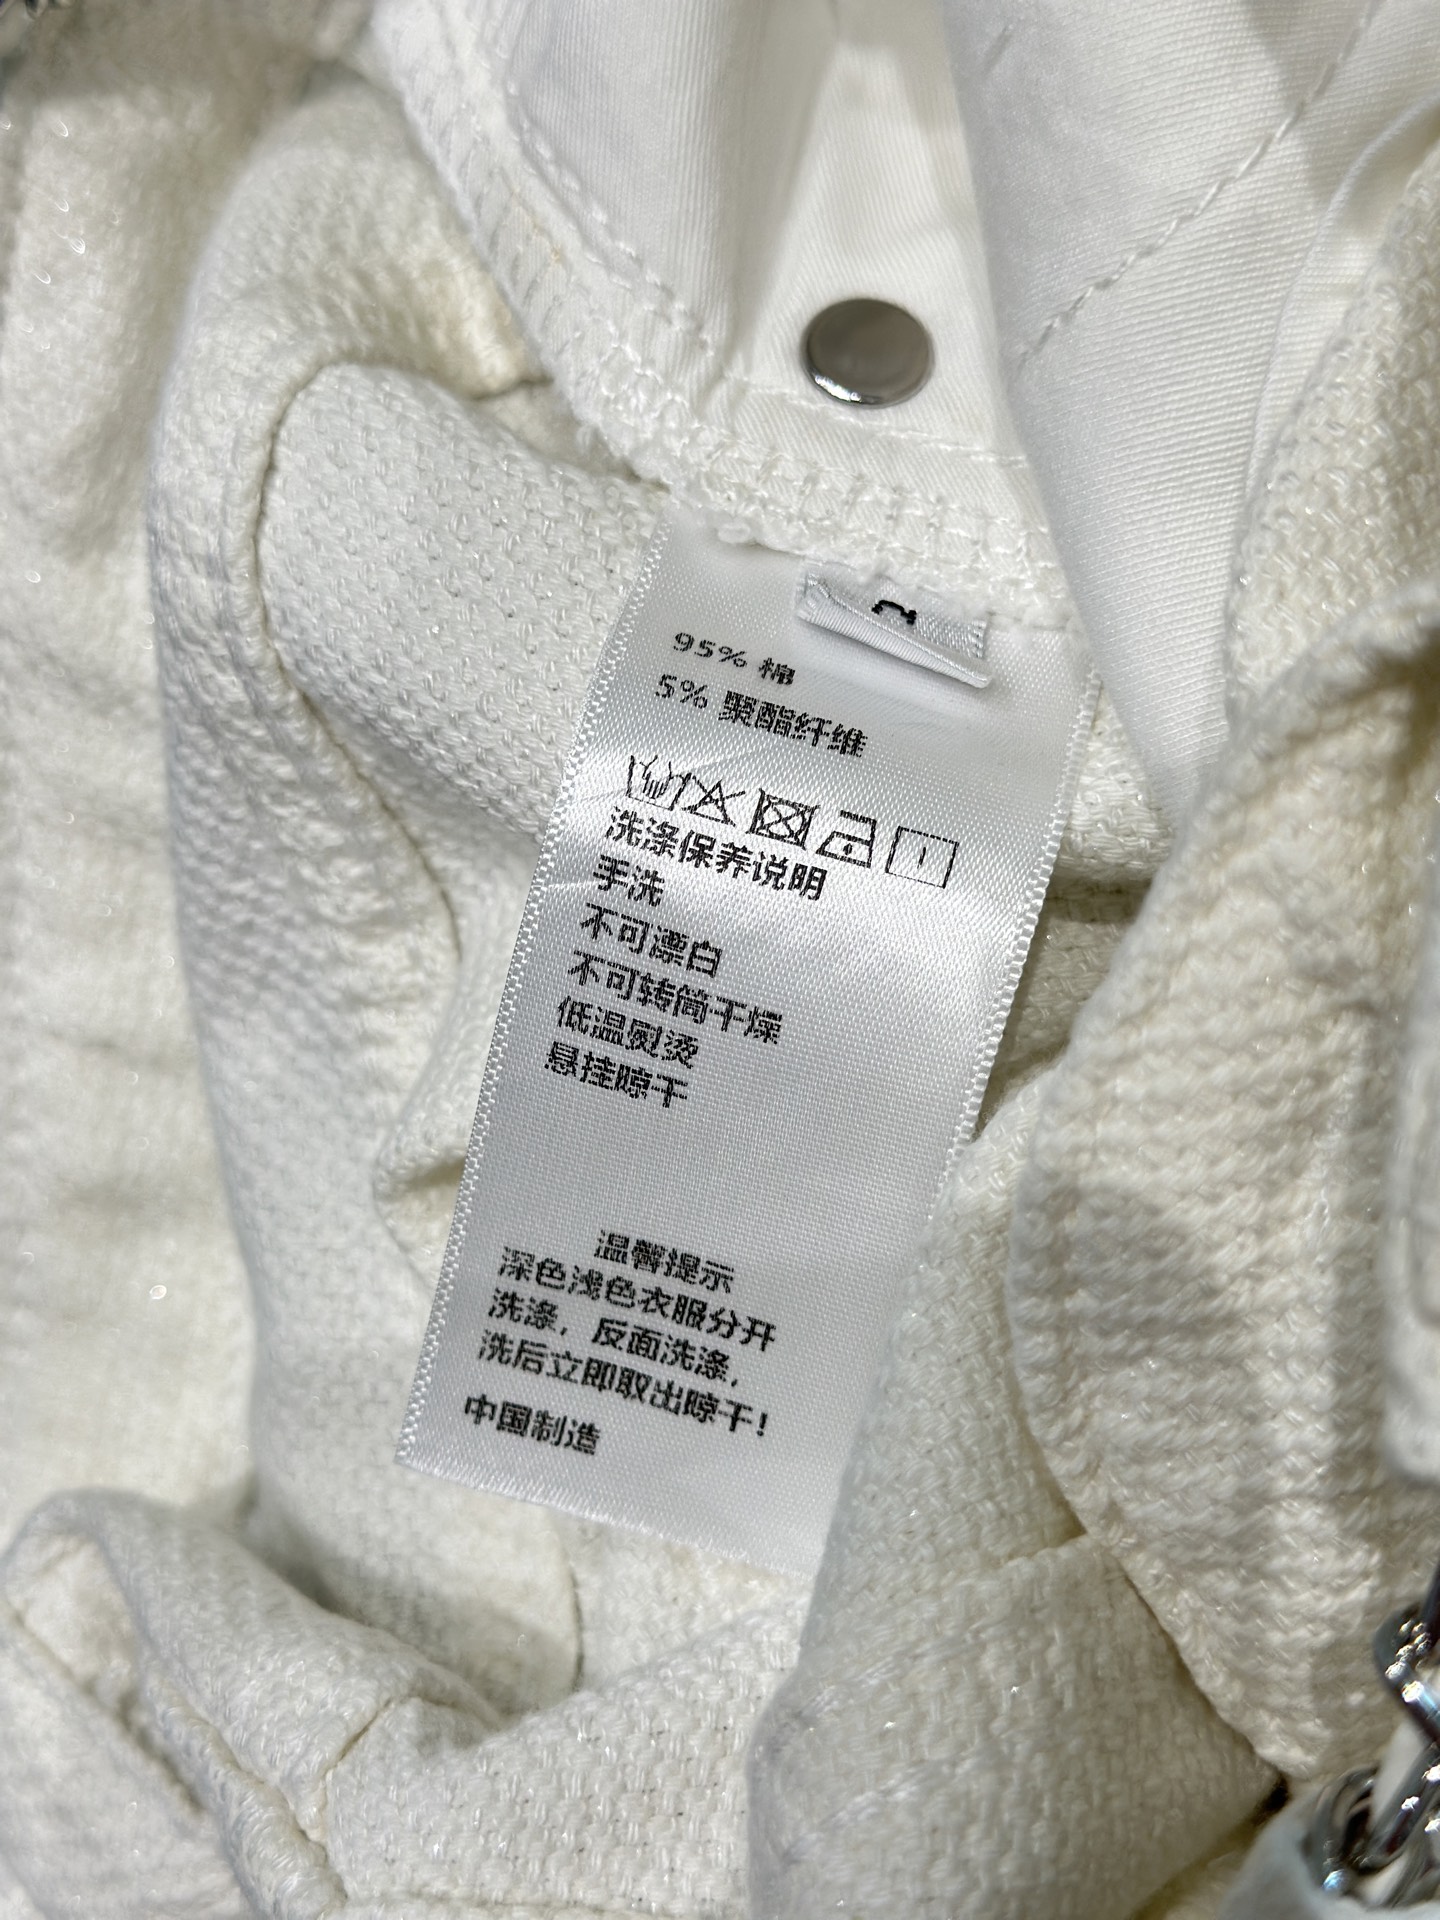 95% 棉
5% 聚酯纤维
洗涤保养说明
手洗
不可漂白
不可转筒干燥
低温熨烫
悬挂晾干
温馨提示
深色浅色衣服分开
洗涤，反面洗涤，
洗后立即取出晾干！
中国制造